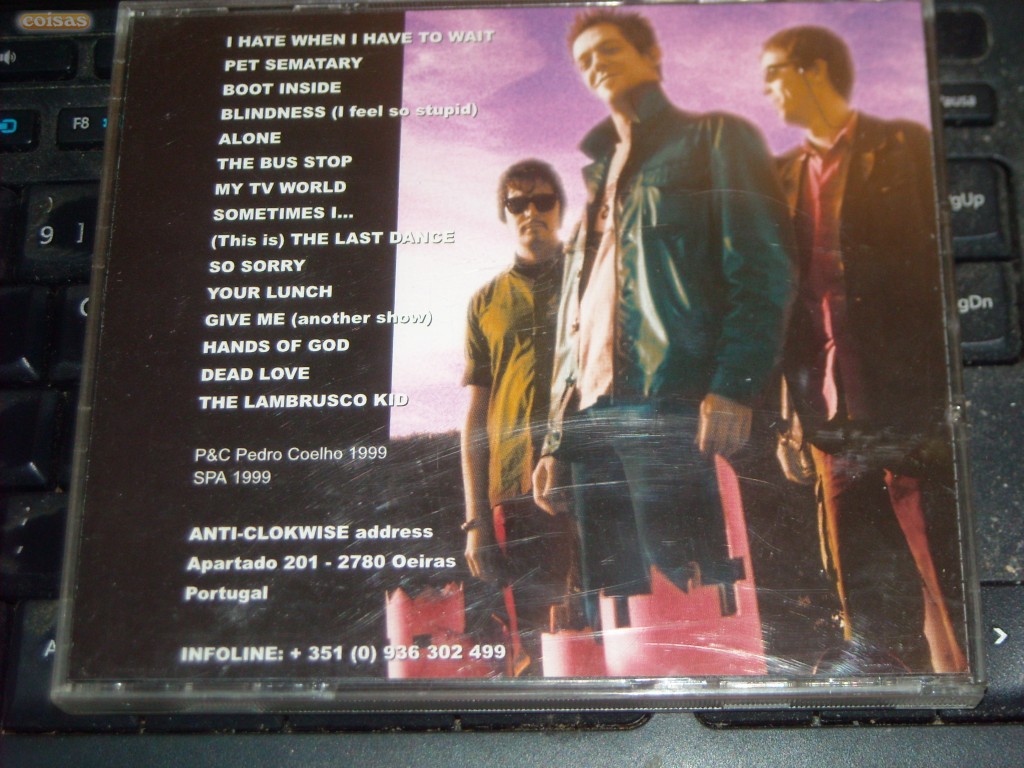 coisas
I HATE WHEN I HAVE TO WAIT
PET SEMATARY
BOOT INSIDE
BLINDNESS (I feel so stupid)
ALONE
THE BUS STOP
MY TV WORLD
SOMETIMES I...
(This is) THE LAST DANCE
SO SORRY
YOUR LUNCH
GIVE ME (another show)
HANDS OF GOD
DEAD LOVE
THE LAMBRUSCO KID
P&C Pedro Coelho 1999
SPA 1999
ANTI-CLOKWISE address
Apartado 201 - 2780 Oeiras
Portugal
INFOLINE: + 351 (0) 936 302 499
F8
9 ]
A